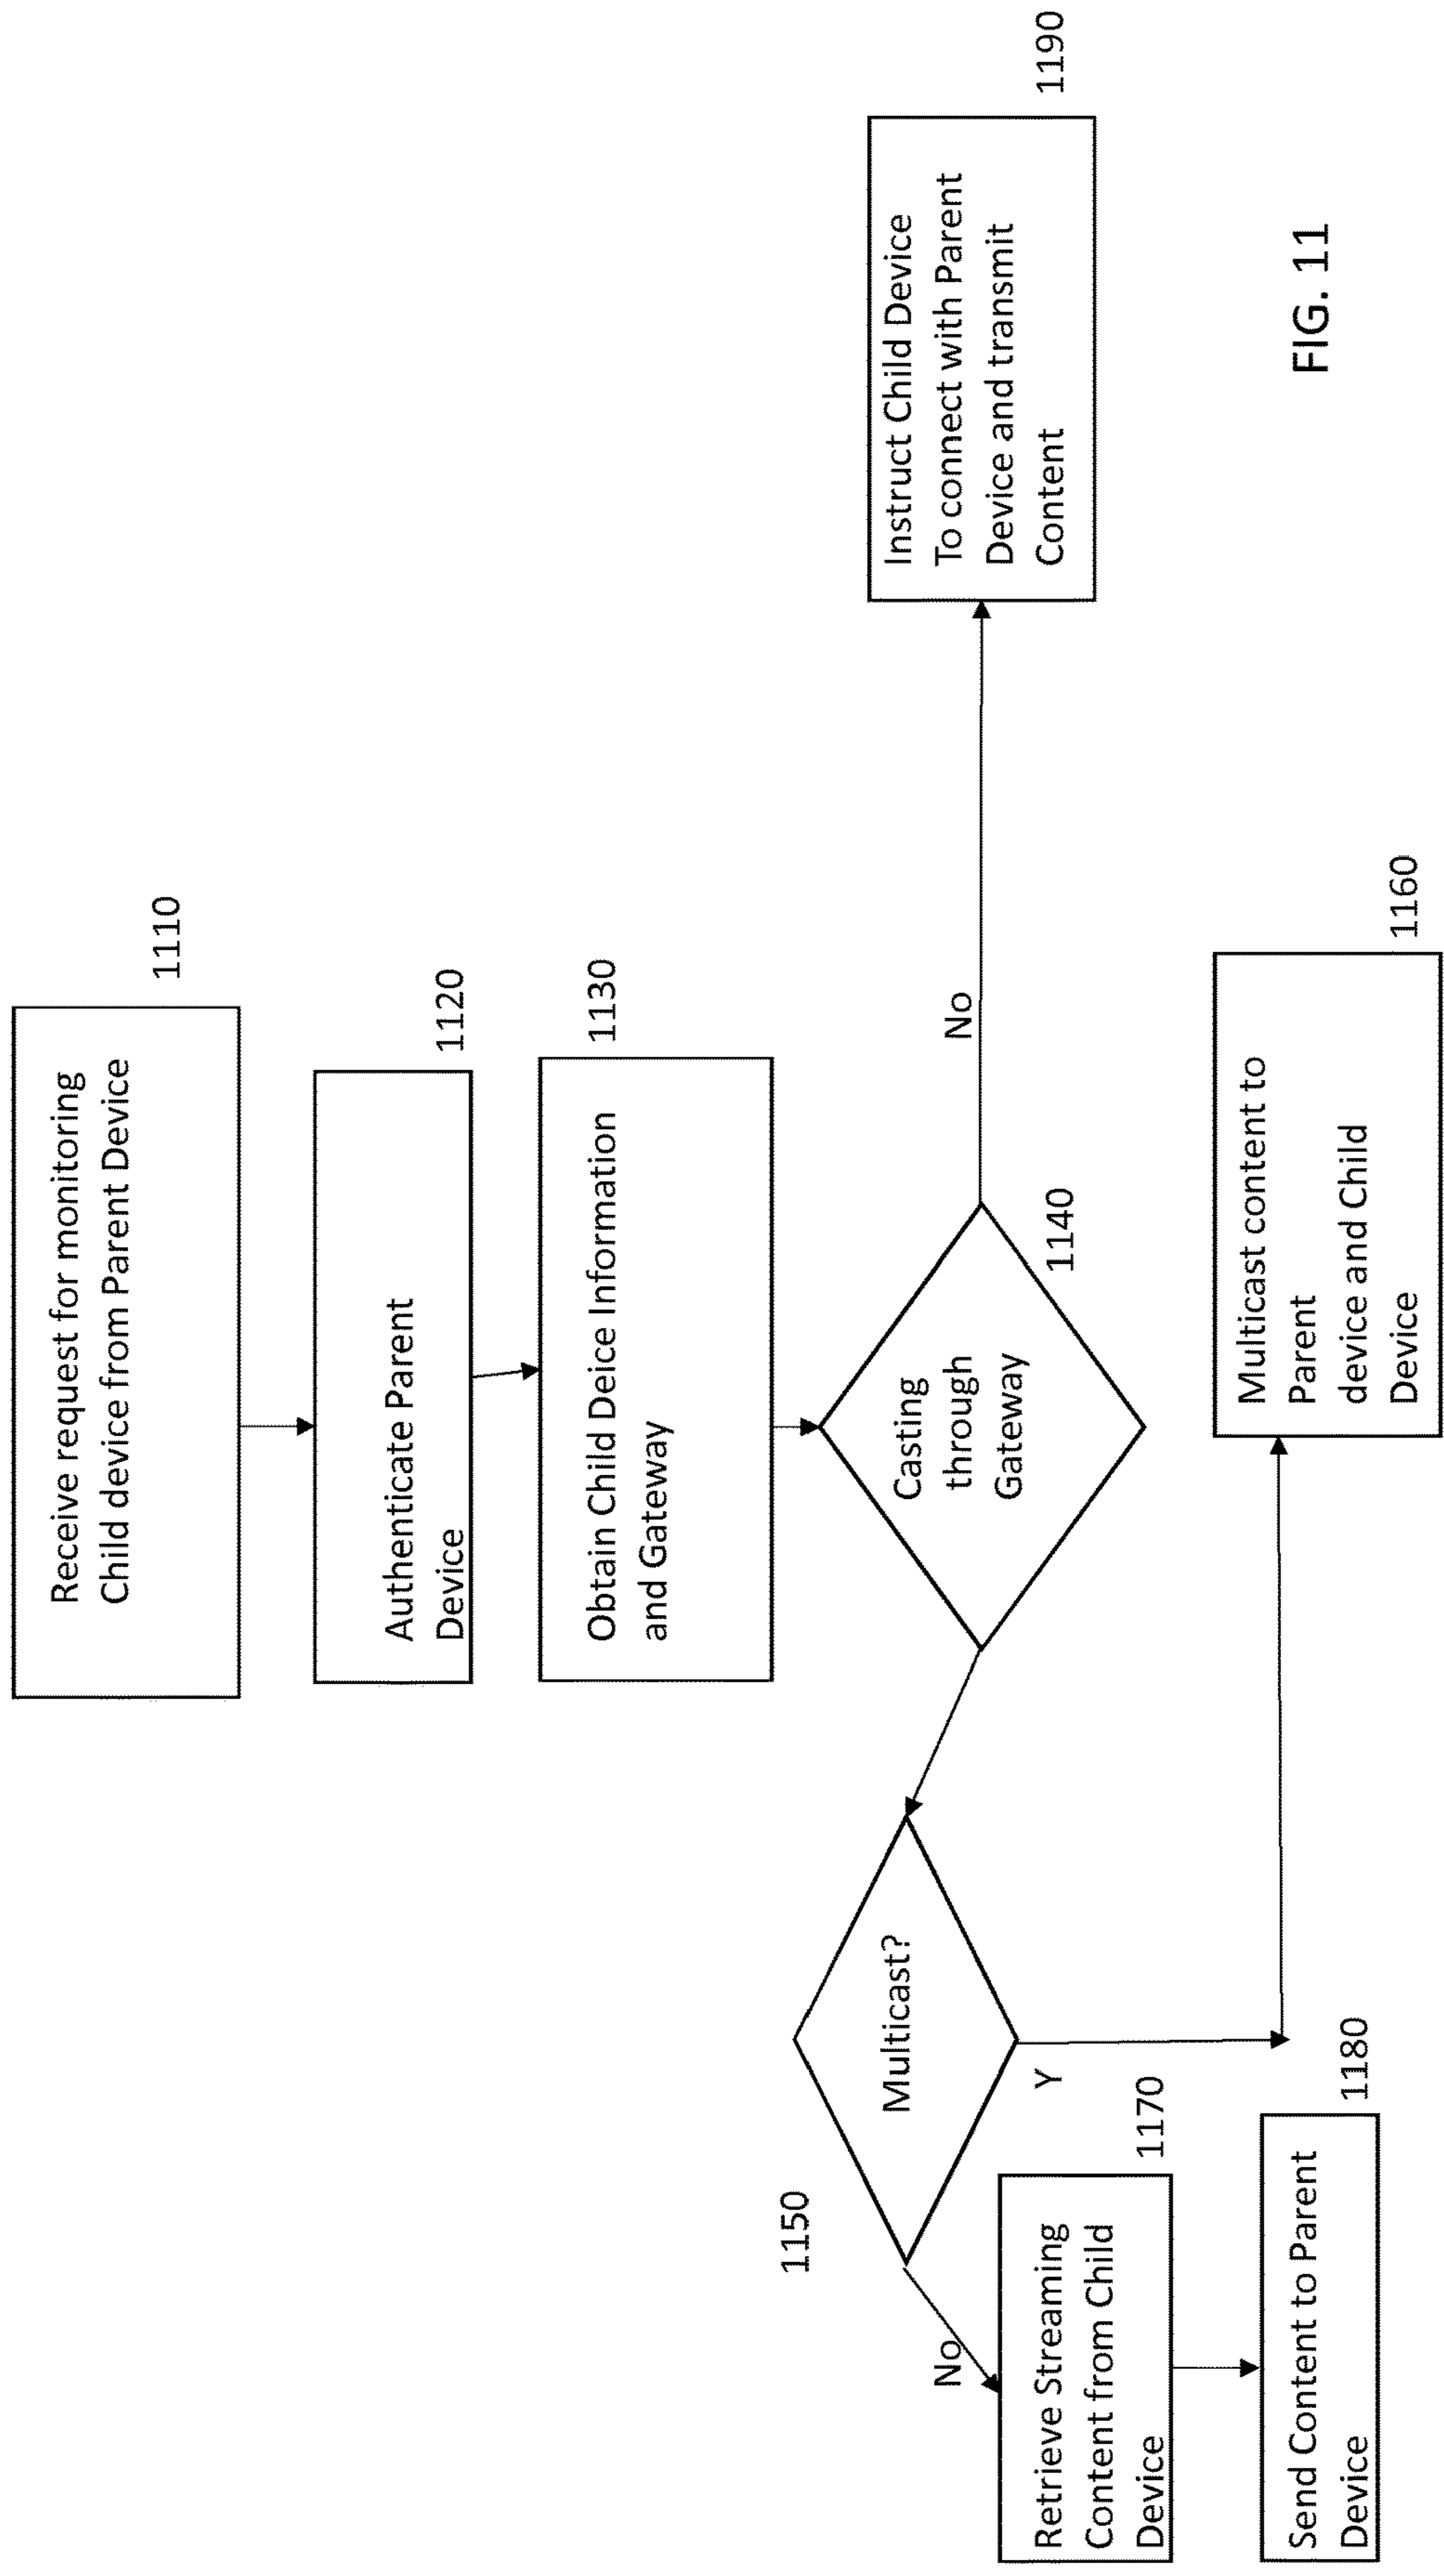 Receive request for monitoring
Child device from Parent Device
1110
Authenticate Parent
Device
1120
Obtain Child Deice Information
and Gateway
1130
Casting
through
Gateway
1140
No
Instruct Child Device
To connect with Parent
Device and transmit
Content
1190
Multicast?
1150
Y
Multicast content to
Parent
device and Child
Device
1160
No
Retrieve Streaming
Content from Child
Device
1170
Send Content to Parent
Device
1180
FIG. 11